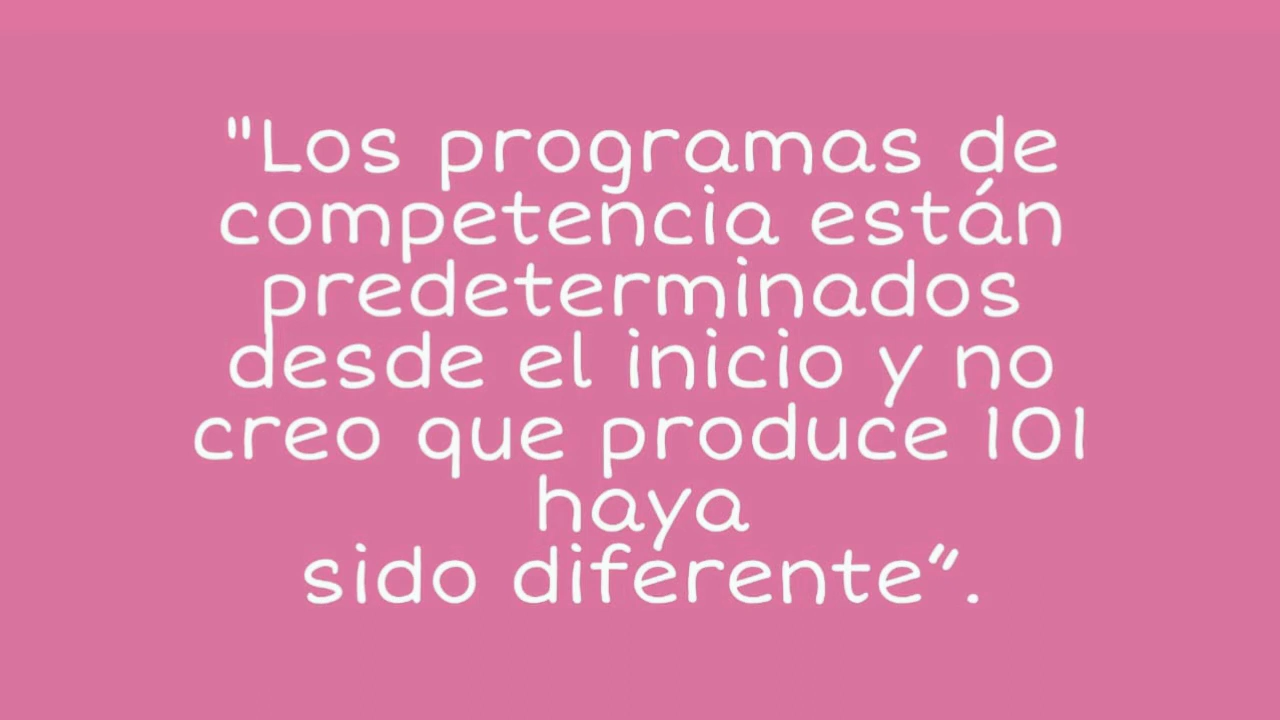 "Los programas de
competencia están
predeterminados
desde el inicio y no
creo que produce 101
haya
sido diferente”.